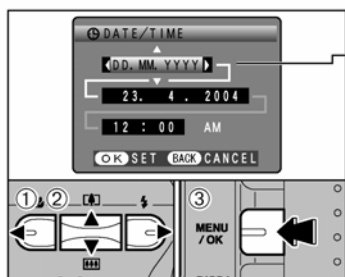 DATE/TIME
DD. MM. YYYY
23. 4. 2004
12 : 00 AM
OK SET BACK CANCEL
① ②
③
MENU
/OK